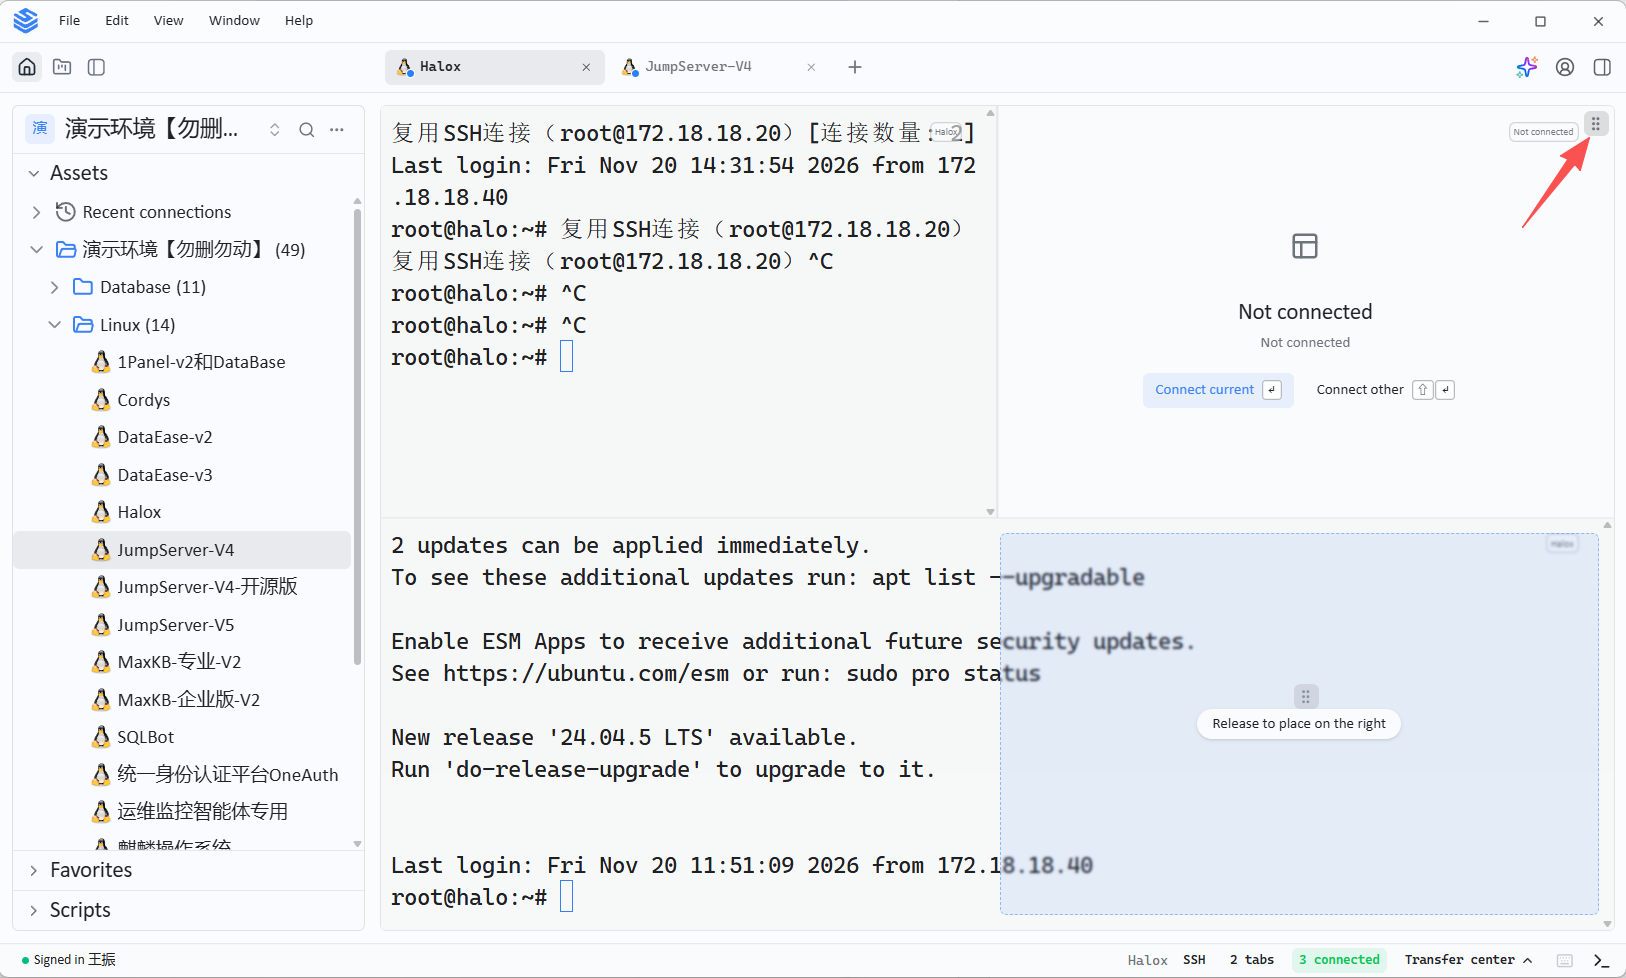 File Edit View Window Help
Halox
JumpServer-V4
演
演示环境【勿删...
Assets
Recent connections
演示环境【勿删勿动】 (49)
Database (11)
Linux (14)
1Panel-v2和DataBase
Cordys
DataEase-v2
DataEase-v3
Halox
JumpServer-V4
JumpServer-V4-开源版
JumpServer-V5
MaxKB-专业-V2
MaxKB-企业版-V2
SQLBot
统一身份认证平台OneAuth
运维监控智能体专用
麒麟操作系统
Favorites
Scripts
复用SSH连接（root@172.18.18.20）[连接数量: 2]
Halox
Last login: Fri Nov 20 14:31:54 2026 from 172
.18.18.40
root@halo:~# 复用SSH连接（root@172.18.18.20）
复用SSH连接（root@172.18.18.20）^C
root@halo:~# ^C
root@halo:~# ^C
root@halo:~#
Not connected
Not connected
Not connected
Connect current
Connect other
2 updates can be applied immediately.
Halox
To see these additional updates run: apt list --upgradable
Enable ESM Apps to receive additional future security updates.
See https://ubuntu.com/esm or run: sudo pro status
Release to place on the right
New release '24.04.5 LTS' available.
Run 'do-release-upgrade' to upgrade to it.
Last login: Fri Nov 20 11:51:09 2026 from 172.18.18.40
root@halo:~#
Signed in 王振
Halox SSH 2 tabs 3 connected Transfer center